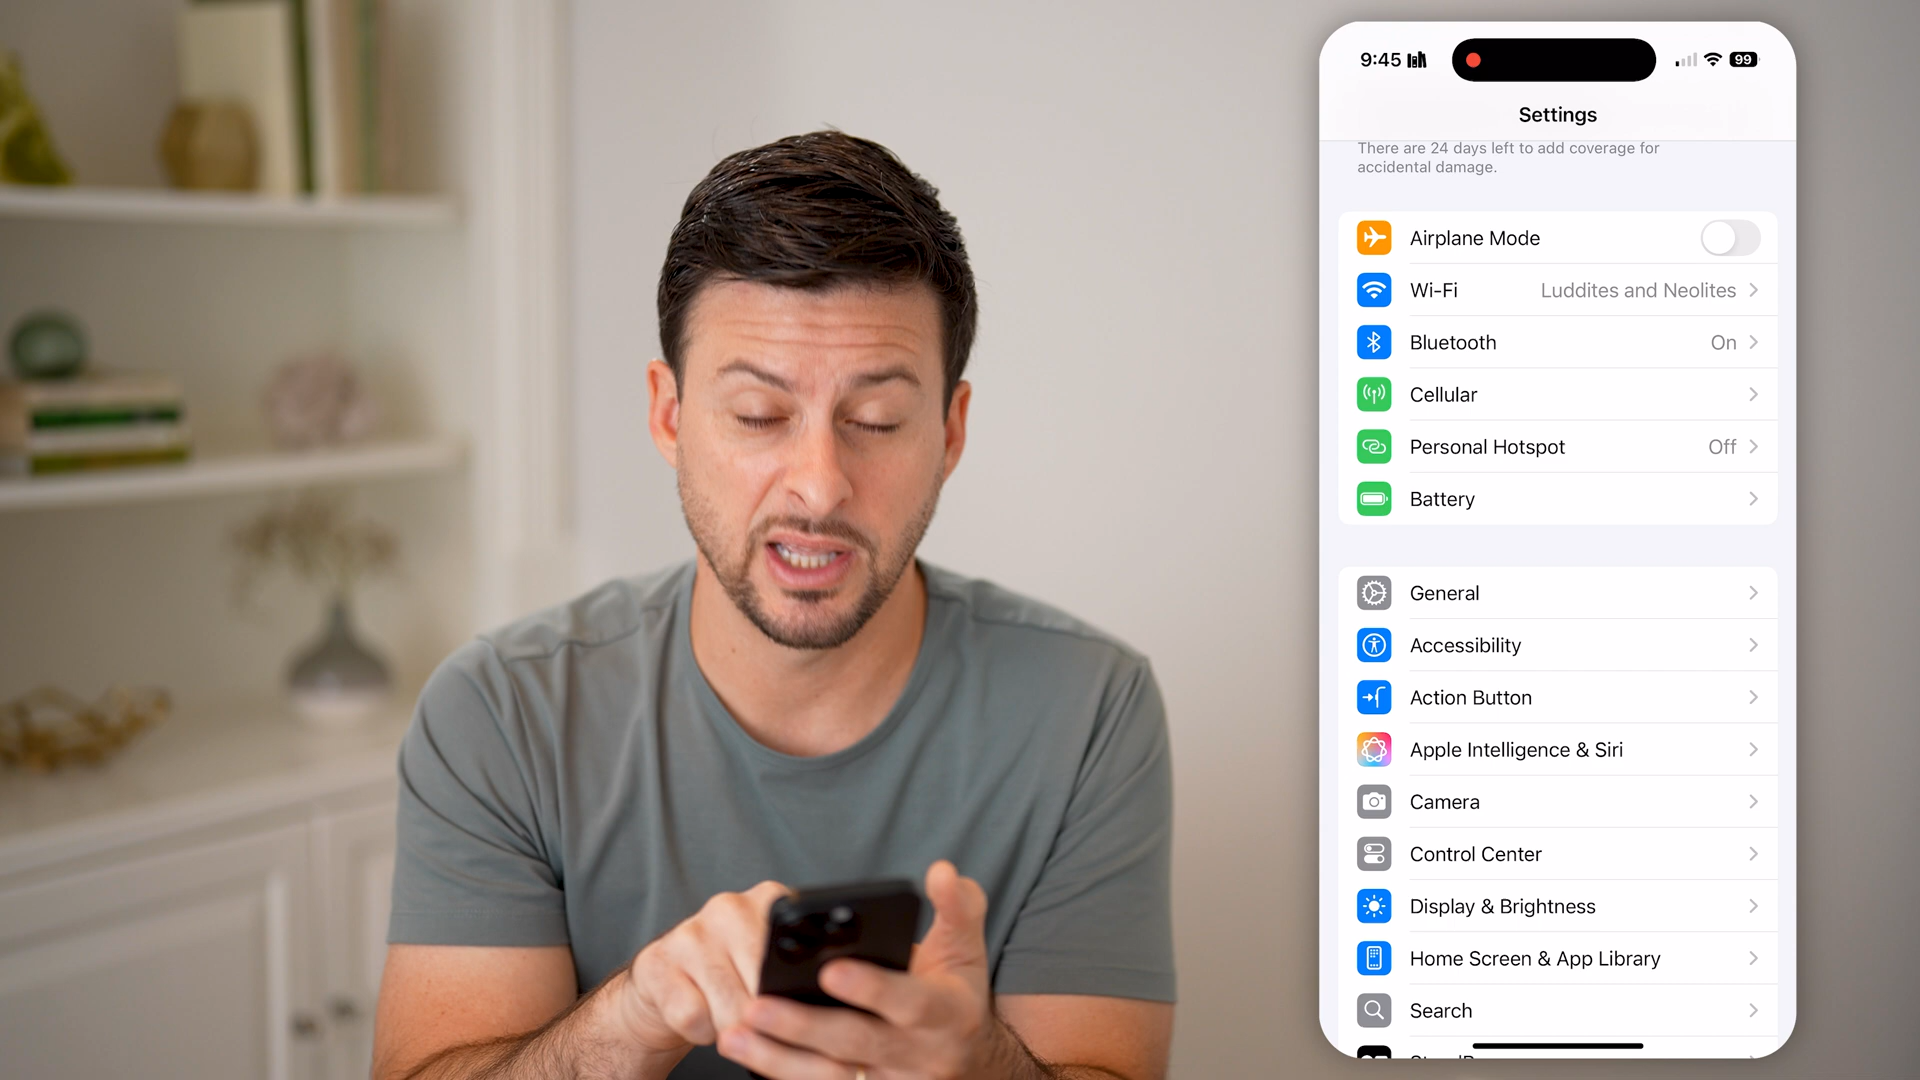 9:45
99
Settings
There are 24 days left to add coverage for
accidental damage.
Airplane Mode
Wi-Fi Luddites and Neolites
Bluetooth On
Cellular
Personal Hotspot Off
Battery
General
Accessibility
Action Button
Apple Intelligence & Siri
Camera
Control Center
Display & Brightness
Home Screen & App Library
Search